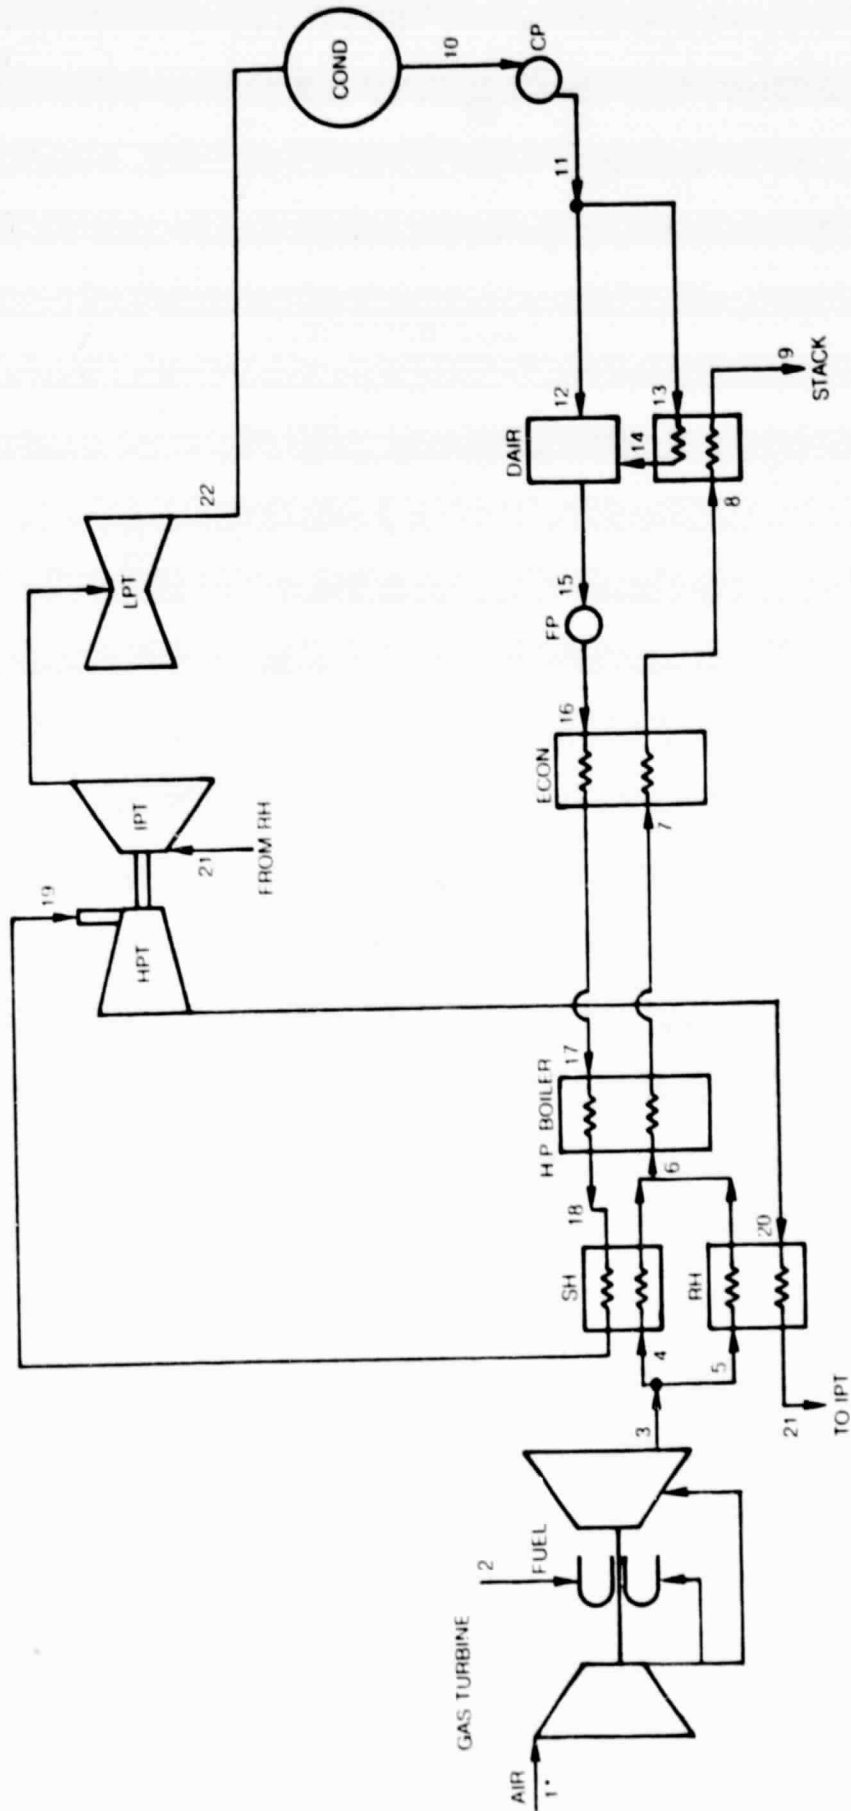 COND
10
CP
11
22
LPT
12
DAIR
14
13
9
STACK
8
15
FP
16
ECON
7
IPT
21
FROM RH
19
HPT
17
H P BOILER
6
18
SH
20
RH
4
5
3
21
TO IPT
2
FUEL
GAS TURBINE
AIR
1*